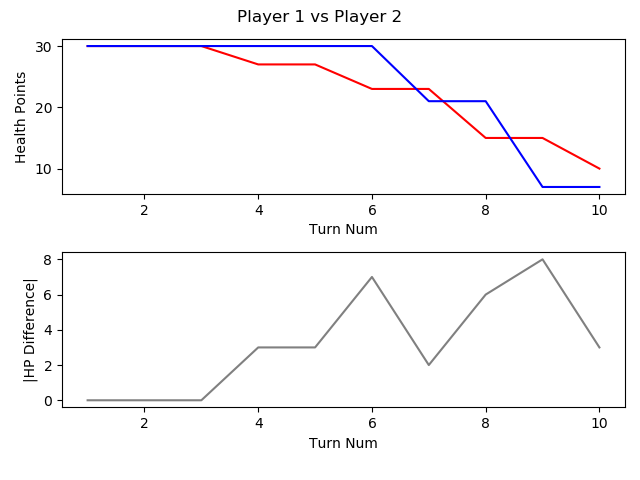 Player 1 vs Player 2
30
20
10
Health Points
2 4 6 8 10
Turn Num
8
6
4
2
0
|HP Difference|
2 4 6 8 10
Turn Num